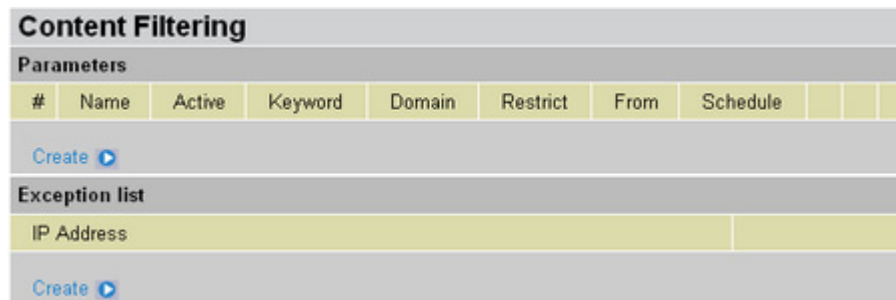 Content Filtering
Parameters
# Name Active Keyword Domain Restrict From Schedule
Create
Exception list
IP Address
Create